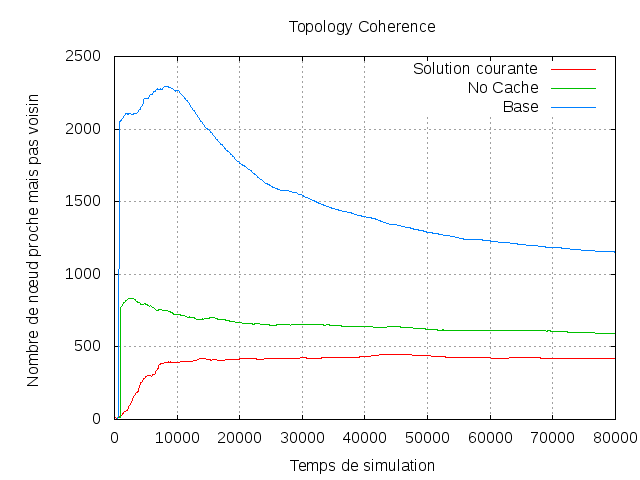 Topology Coherence
Nombre de nœud proche mais pas voisin
2500
2000
1500
1000
500
0
Solution courante
No Cache
Base
0 10000 20000 30000 40000 50000 60000 70000 80000
Temps de simulation